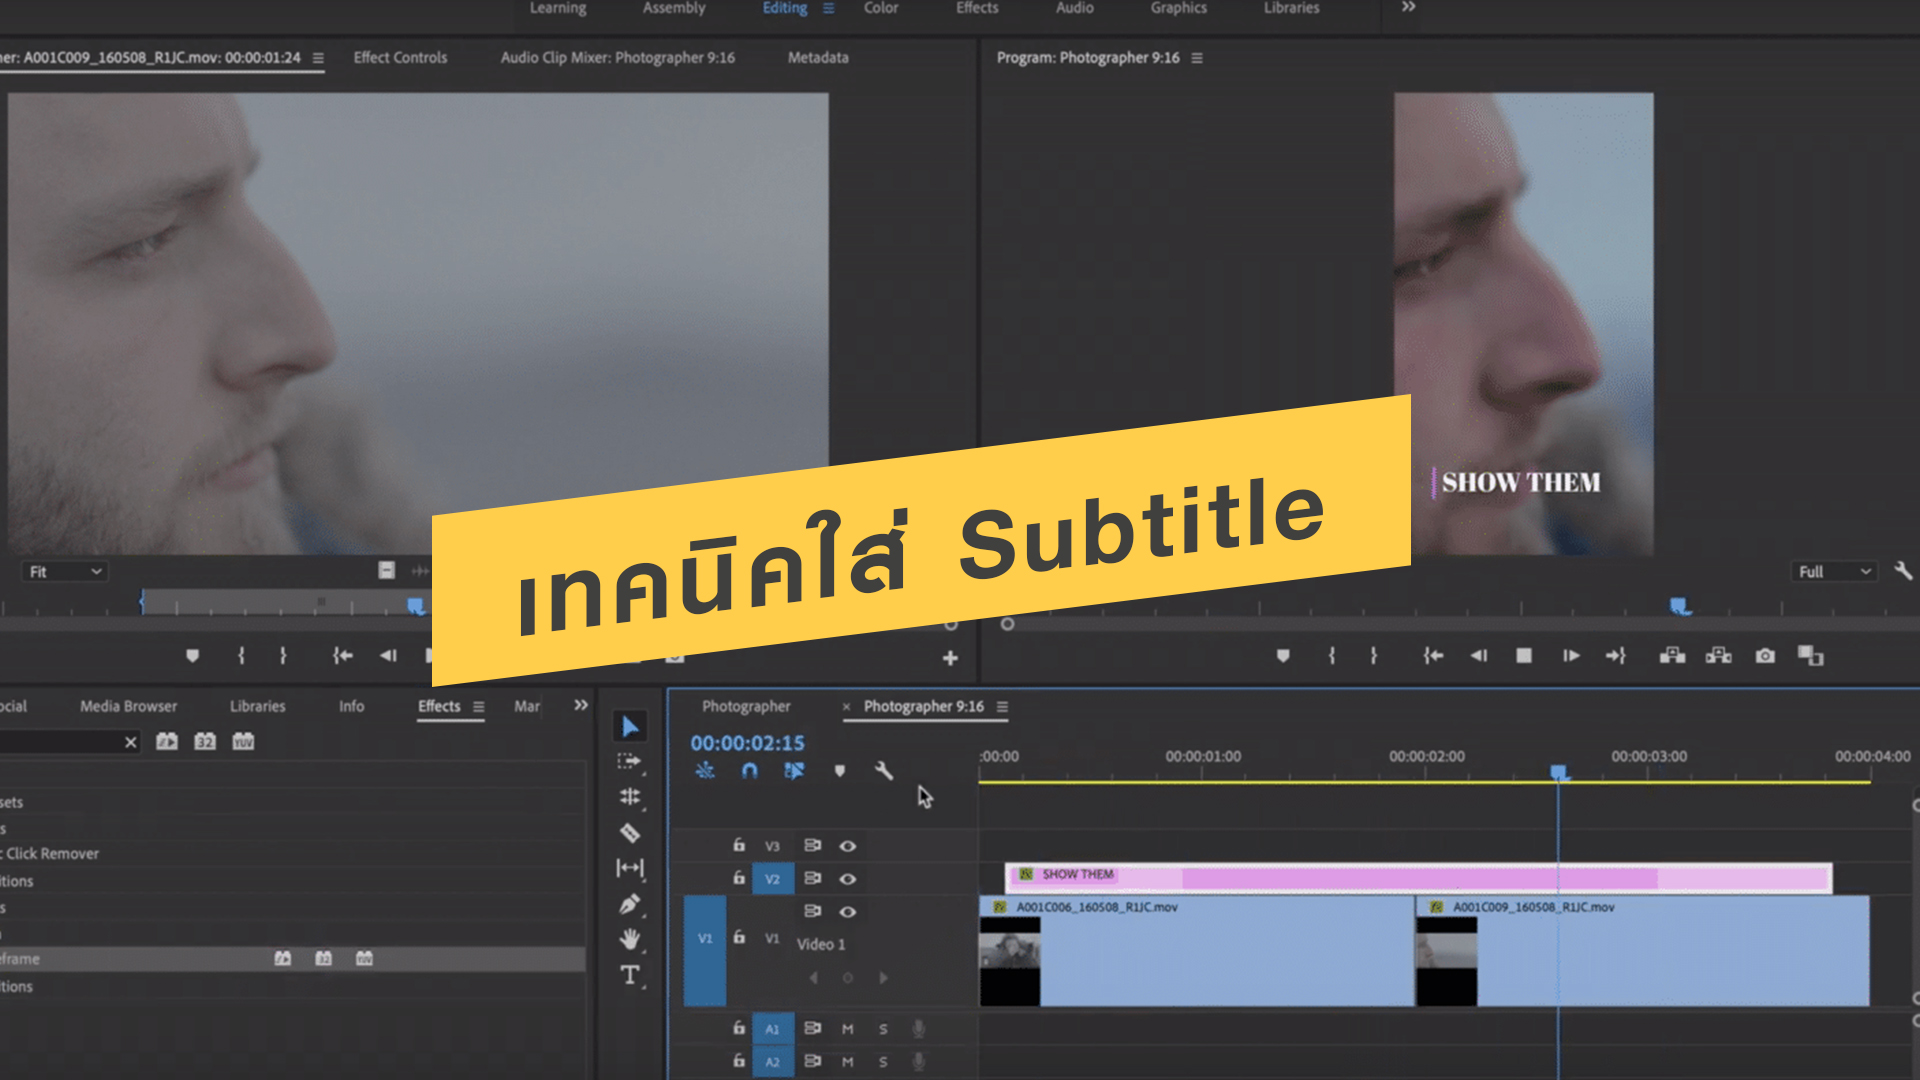 Learning Assembly Editing Color Effects Audio Graphics Libraries
er: A001C009_160508_R1JC.mov: 00:00:01:24 Effect Controls Audio Clip Mixer: Photographer 9:16 Metadata
Program: Photographer 9:16
SHOW THEM
เทคนิคใส่ Subtitle
Fit
Full
ocial Media Browser Libraries Info Effects Mar
32 YUV
sets
s
c Click Remover
itions
s
eframe
itions
T
Photographer × Photographer 9:16
00:00:02:15
:00:00 00:00:01:00 00:00:02:00 00:00:03:00 00:00:04:00
V3
V2 SHOW THEM
A001C006_160508_R1JC.mov A001C009_160508_R1JC.mov
V1 V1 Video 1
A1 M S
A2 M S